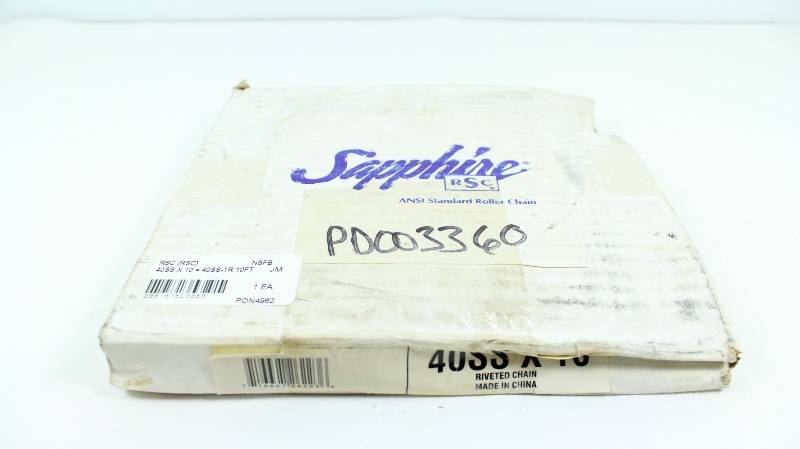 Sapphire
RSC
ANSI Standard Roller Chain
PD003360
RSC (RSC) NSFB
40SS X 10 = 40SS-1R 10FT JM
1 EA
PON4962
40SS X 10
RIVETED CHAIN
MADE IN CHINA